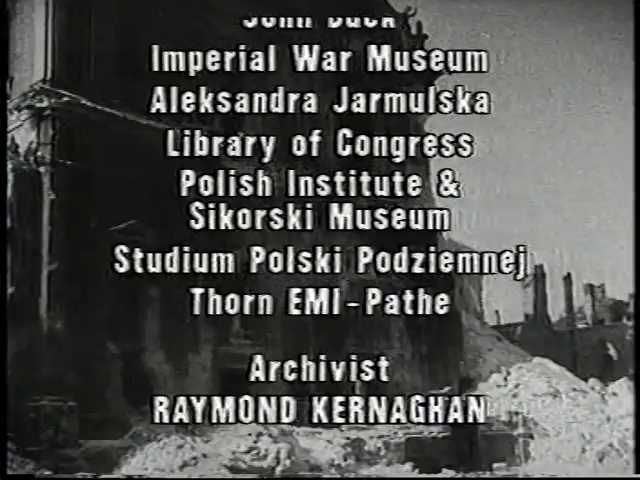 John
Imperial War Museum
Aleksandra Jarmulska
Library of Congress
Polish Institute &
Sikorski Museum
Studium Polski Podziemnej
Thorn EMI-Pathe
Archivist
RAYMOND KERNAGHAN